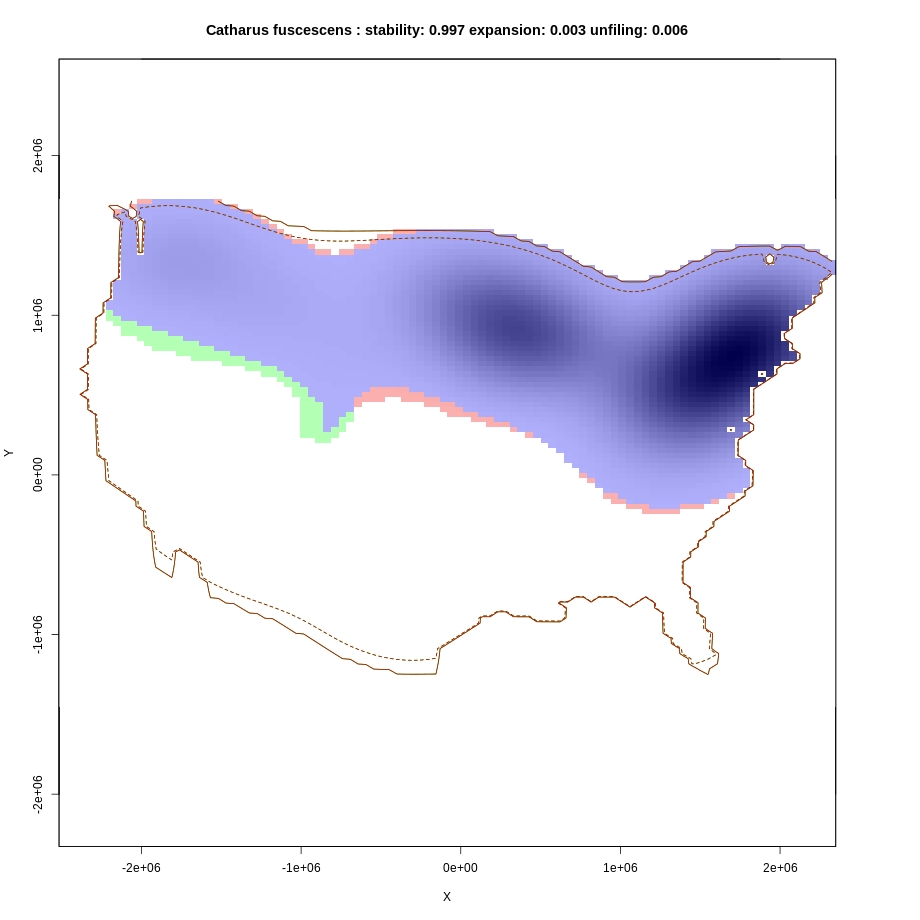 Catharus fuscescens : stability: 0.997 expansion: 0.003 unfiling: 0.006
2e+06
1e+06
0e+00
-1e+06
-2e+06
Y
-2e+06 -1e+06 0e+00 1e+06 2e+06
X